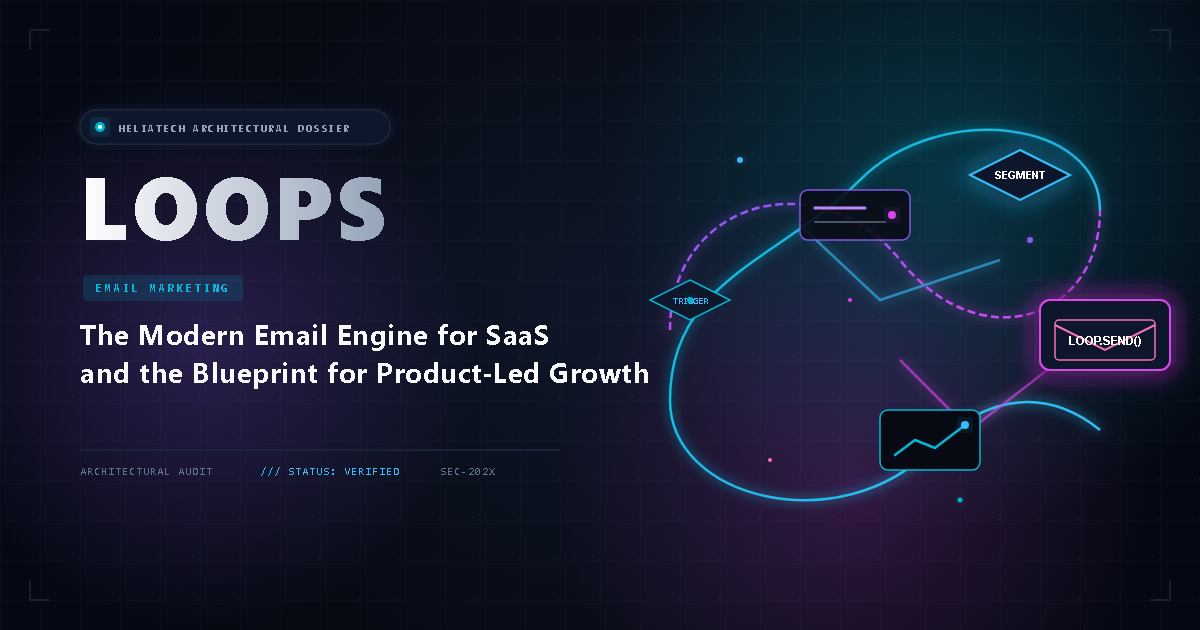 HELIATECH ARCHITECTURAL DOSSIER
LOOPS
EMAIL MARKETING
The Modern Email Engine for SaaS
and the Blueprint for Product-Led Growth
ARCHITECTURAL AUDIT /// STATUS: VERIFIED SEC-202X
SEGMENT
TRIGGER
LOOP.SEND()